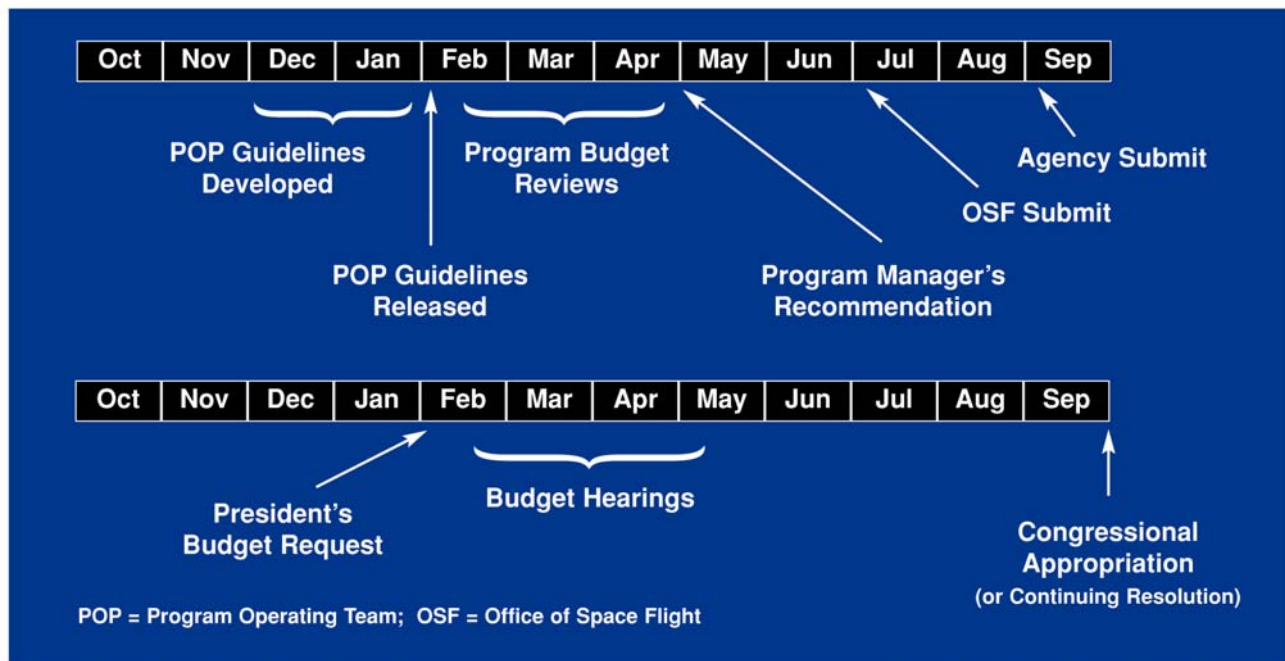 Oct Nov Dec Jan Feb Mar Apr May Jun Jul Aug Sep
POP Guidelines
Developed
Program Budget
Reviews
Agency Submit
OSF Submit
POP Guidelines
Released
Program Manager’s
Recommendation
Oct Nov Dec Jan Feb Mar Apr May Jun Jul Aug Sep
President’s
Budget Request
Budget Hearings
Congressional
Appropriation
(or Continuing Resolution)
POP = Program Operating Team; OSF = Office of Space Flight